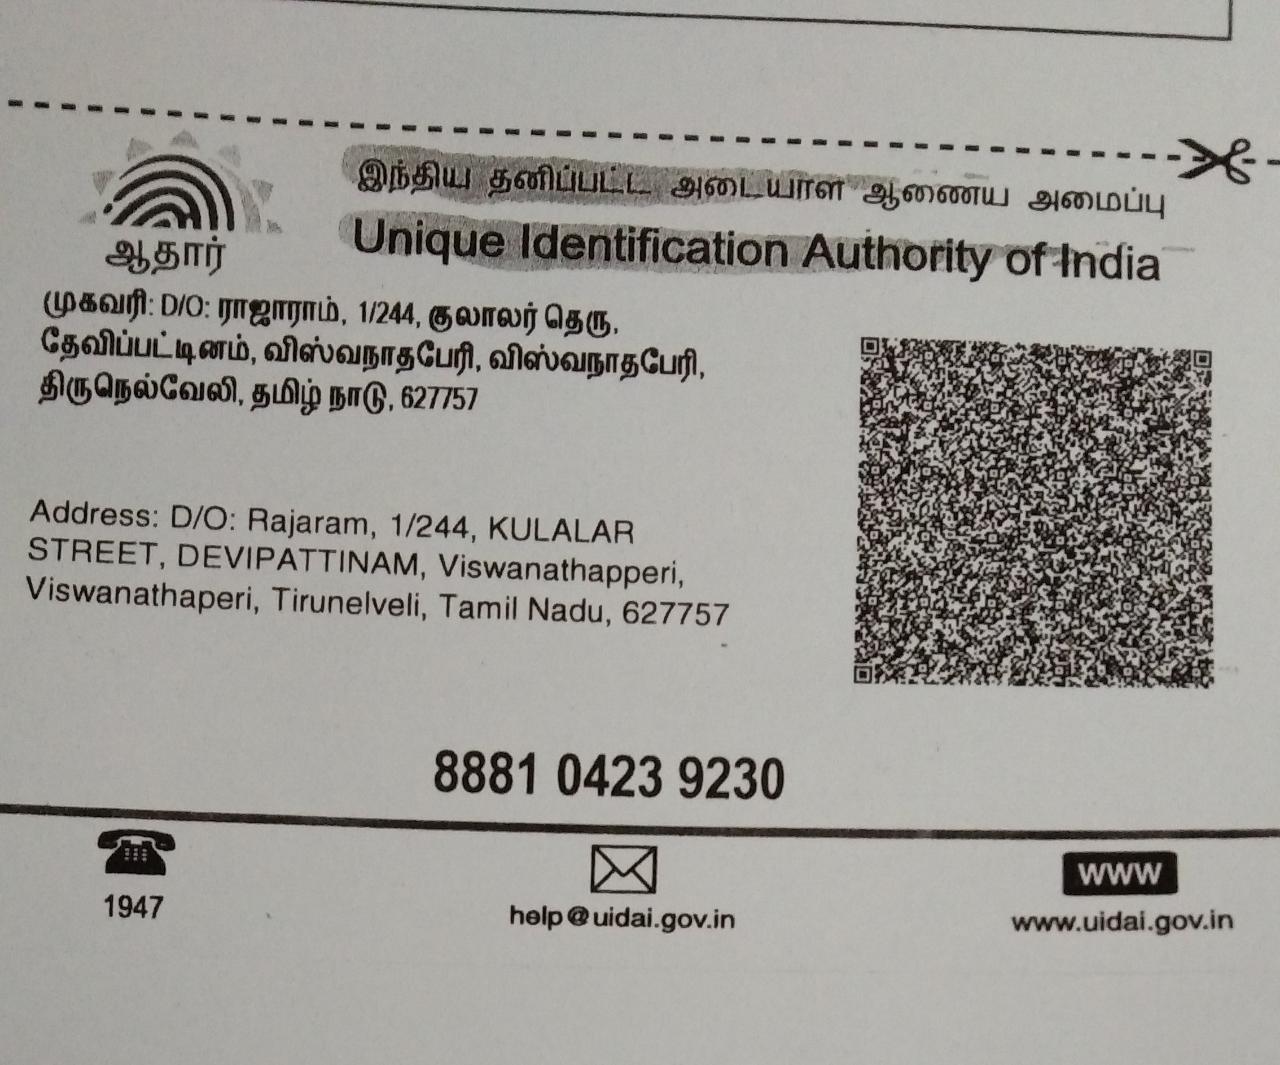 இந்திய தனிப்பட்ட அடையாள ஆணைய அமைப்பு
Unique Identification Authority of India
ஆதார்
முகவரி: D/O: ராஜாராம், 1/244, குலாலர் தெரு,
தேவிப்பட்டினம், விஸ்வநாதபேரி, விஸ்வநாதபேரி,
திருநெல்வேலி, தமிழ் நாடு, 627757
Address: D/O: Rajaram, 1/244, KULALAR
STREET, DEVIPATTINAM, Viswanathapperi,
Viswanathaperi, Tirunelveli, Tamil Nadu, 627757
8881 0423 9230
WWW
1947
help@uidai.gov.in
www.uidai.gov.in